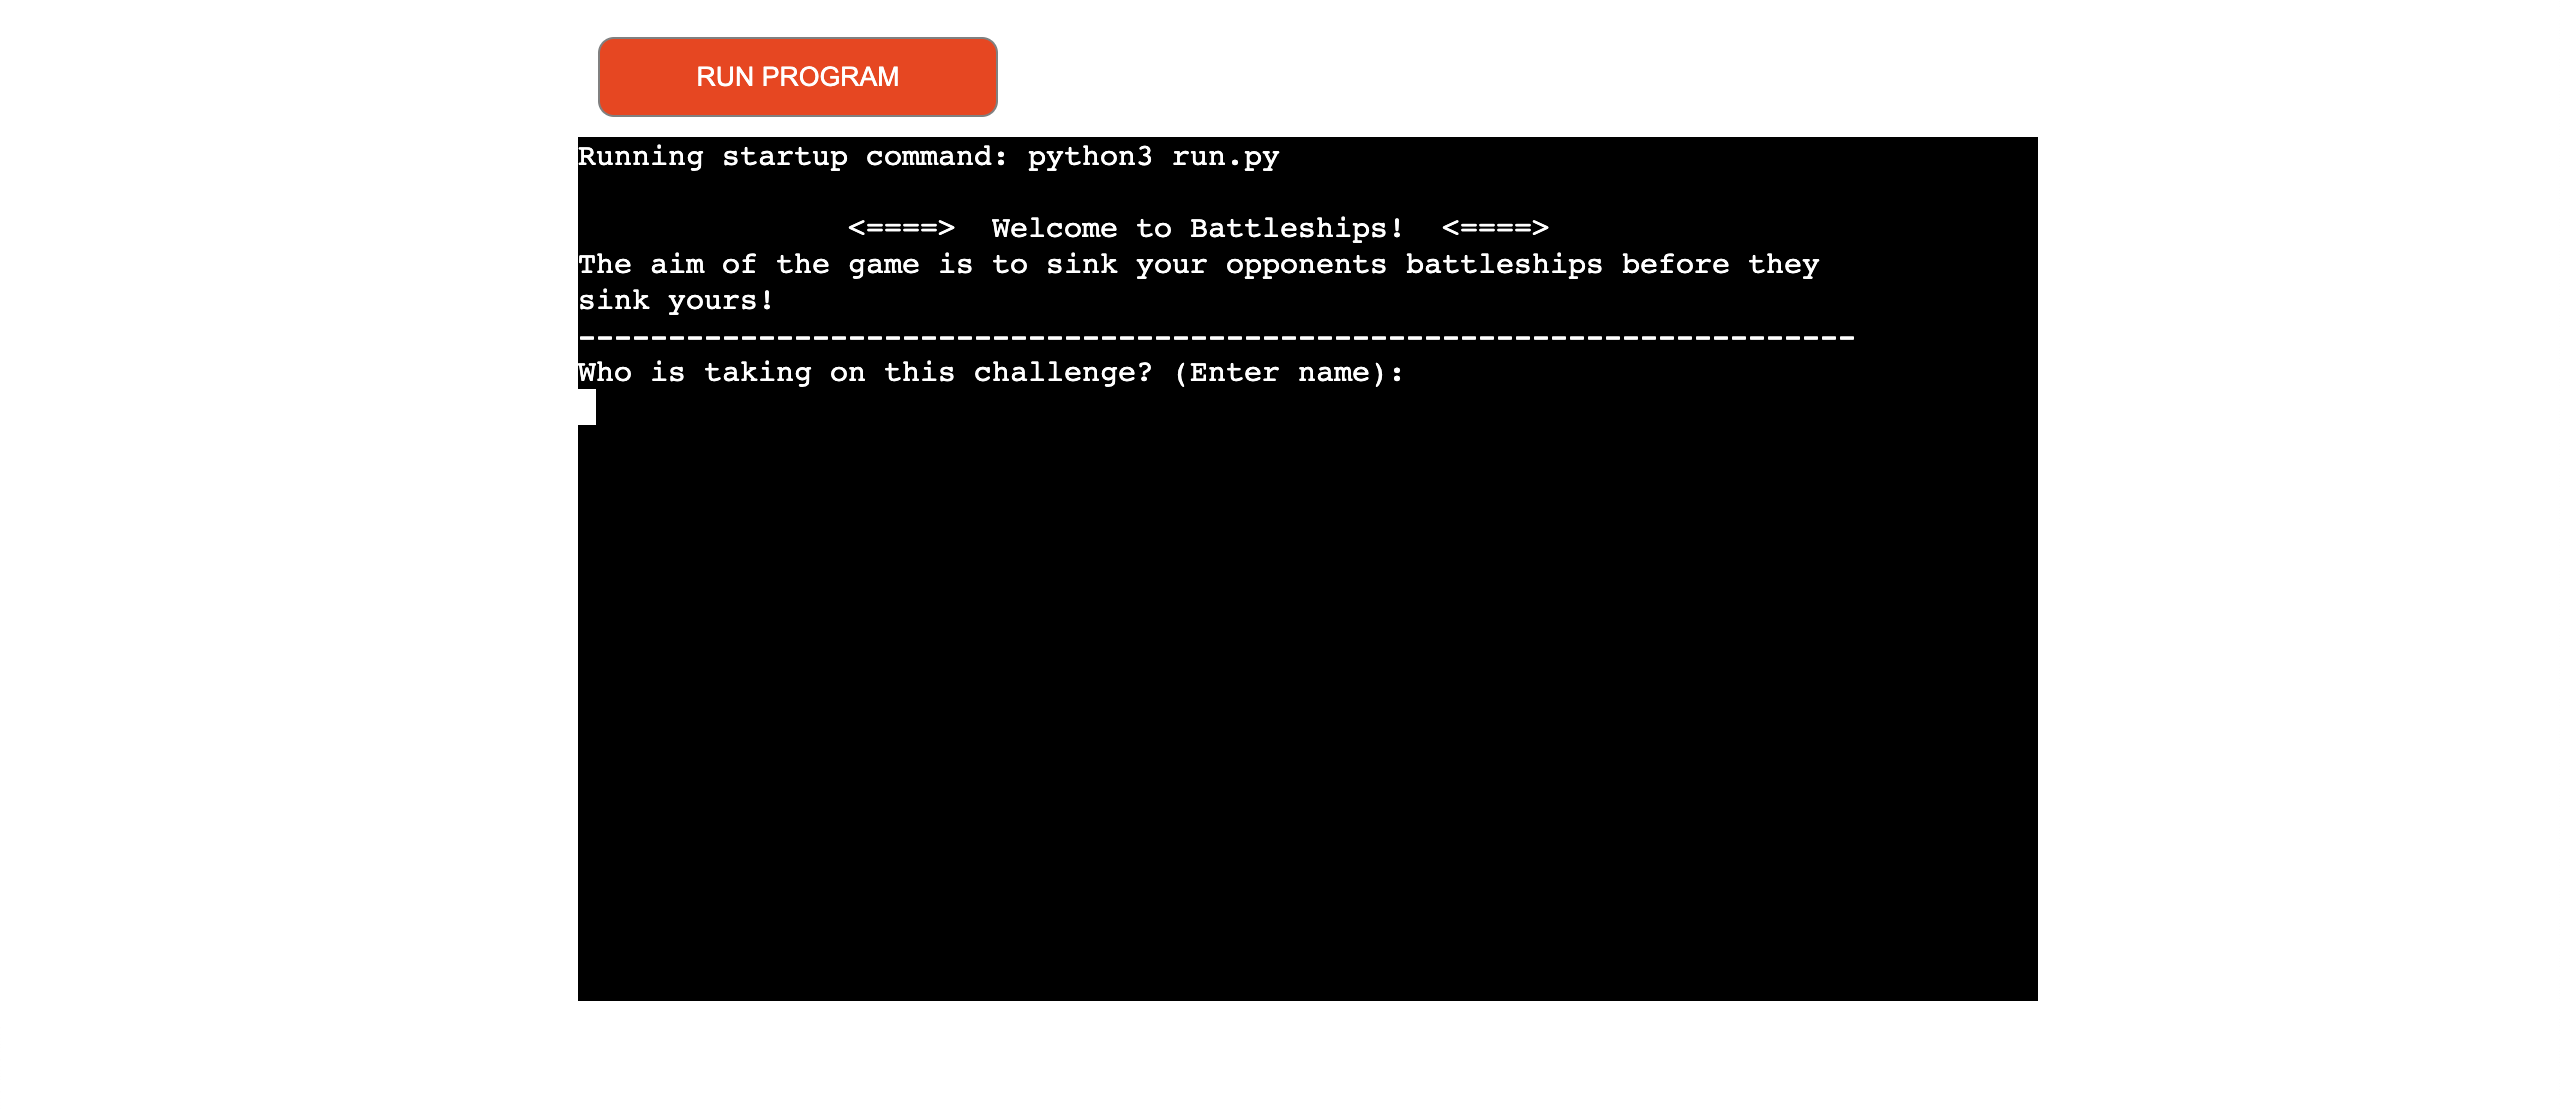 RUN PROGRAM
Running startup command: python3 run.py
<====>  Welcome to Battleships!  <====>
The aim of the game is to sink your opponents battleships before they
sink yours!
-----------------------------------------------------------------------
Who is taking on this challenge? (Enter name):